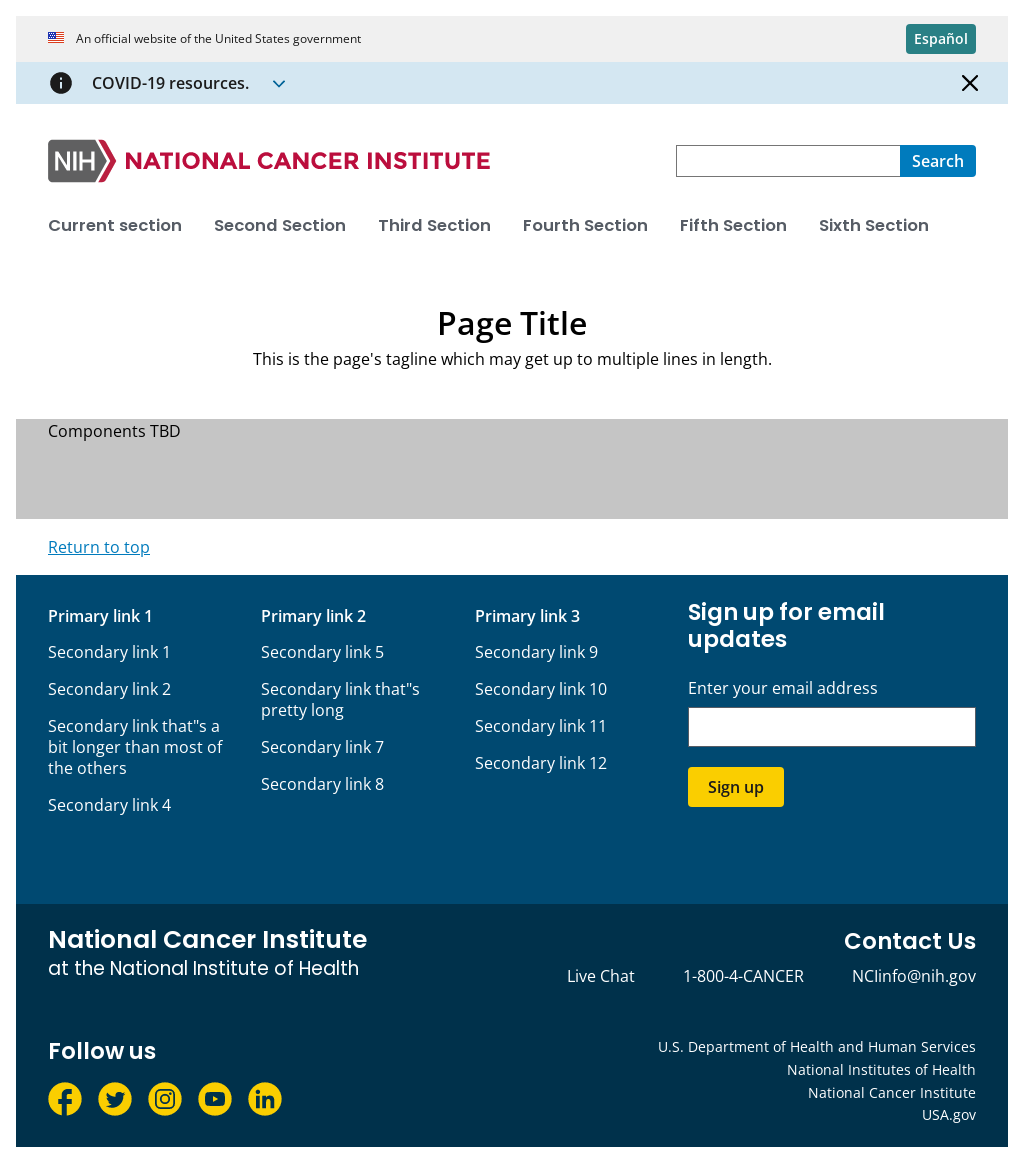 An official website of the United States government
Español
COVID-19 resources.
NIH NATIONAL CANCER INSTITUTE
Search
Current section
Second Section
Third Section
Fourth Section
Fifth Section
Sixth Section
Page Title
This is the page's tagline which may get up to multiple lines in length.
Components TBD
Return to top
Primary link 1
Secondary link 1
Secondary link 2
Secondary link that"s a
bit longer than most of
the others
Secondary link 4
Primary link 2
Secondary link 5
Secondary link that"s
pretty long
Secondary link 7
Secondary link 8
Primary link 3
Secondary link 9
Secondary link 10
Secondary link 11
Secondary link 12
Sign up for email
updates
Enter your email address
Sign up
National Cancer Institute
at the National Institute of Health
Contact Us
Live Chat
1-800-4-CANCER
NCIinfo@nih.gov
Follow us
U.S. Department of Health and Human Services
National Institutes of Health
National Cancer Institute
USA.gov